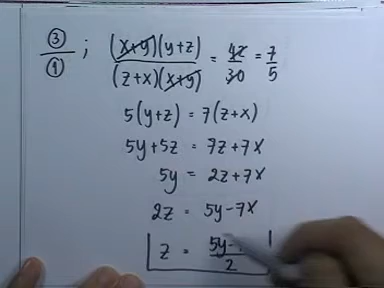 ③/① ; (x+y)(y+z)/(z+x)(x+y) = 42/30 = 7/5
5(y+z) = 7(z+x)
5y+5z = 7z+7x
5y = 2z+7x
2z = 5y-7x
z = 5y-/2